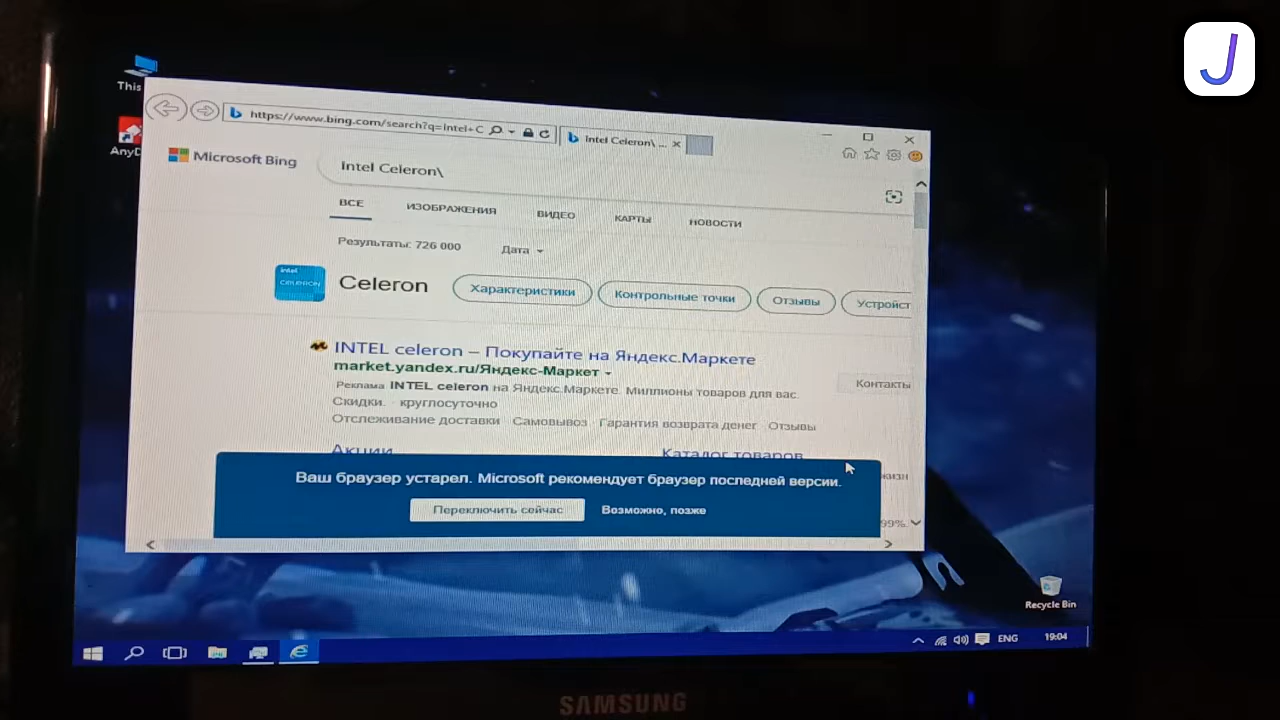 J
This
AnyD
https://www.bing.com/search?q=Intel+C
Intel Celeron\ ...
Microsoft Bing
Intel Celeron\
ВСЕ ИЗОБРАЖЕНИЯ ВИДЕО КАРТЫ НОВОСТИ
Результаты: 726 000 Дата
intel
CELERON
Celeron
Характеристики Контрольные точки Отзывы Устройст
INTEL celeron – Покупайте на Яндекс.Маркете
market.yandex.ru/Яндекс-Маркет
Реклама INTEL celeron на Яндекс.Маркете. Миллионы товаров для вас.
Скидки. · круглосуточно
Контакты
Отслеживание доставки · Самовывоз · Гарантия возврата денег · Отзывы
Акции Каталог товаров
Ваш браузер устарел. Microsoft рекомендует браузер последней версии.
Переключить сейчас Возможно, позже
99%
Recycle Bin
ENG 19:04
SAMSUNG